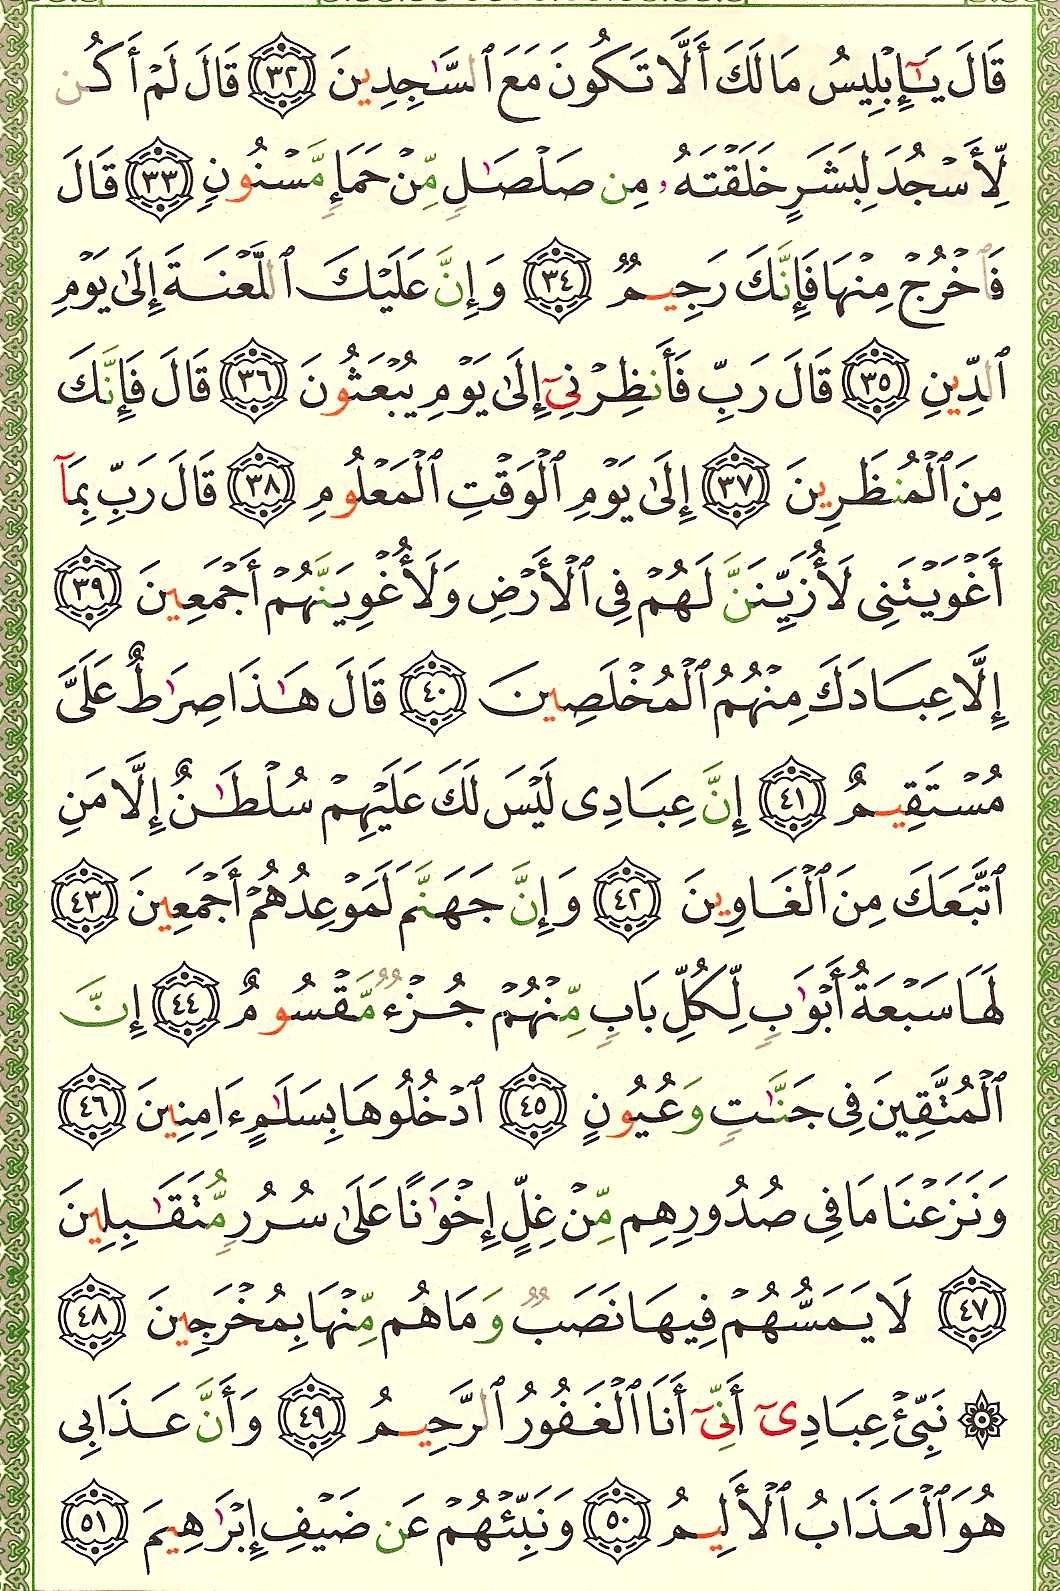 قَالَ يَـٰٓإِبْلِيسُ مَا لَكَ أَلَّا تَكُونَ مَعَ ٱلسَّـٰجِدِينَ ٣٢ قَالَ لَمْ أَكُن
لِّأَسْجُدَ لِبَشَرٍ خَلَقْتَهُۥ مِن صَلْصَـٰلٍ مِّنْ حَمَإٍ مَّسْنُونٍ ٣٣ قَالَ
فَٱخْرُجْ مِنْهَا فَإِنَّكَ رَجِيمٌ ٣٤ وَإِنَّ عَلَيْكَ ٱللَّعْنَةَ إِلَىٰ يَوْمِ
ٱلدِّينِ ٣٥ قَالَ رَبِّ فَأَنظِرْنِىٓ إِلَىٰ يَوْمِ يُبْعَثُونَ ٣٦ قَالَ فَإِنَّكَ
مِنَ ٱلْمُنظَرِينَ ٣٧ إِلَىٰ يَوْمِ ٱلْوَقْتِ ٱلْمَعْلُومِ ٣٨ قَالَ رَبِّ بِمَآ
أَغْوَيْتَنِى لَأُزَيِّنَنَّ لَهُمْ فِى ٱلْأَرْضِ وَلَأُغْوِيَنَّهُمْ أَجْمَعِينَ ٣٩
إِلَّا عِبَادَكَ مِنْهُمُ ٱلْمُخْلَصِينَ ٤٠ قَالَ هَـٰذَا صِرَٰطٌ عَلَىَّ
مُسْتَقِيمٌ ٤١ إِنَّ عِبَادِى لَيْسَ لَكَ عَلَيْهِمْ سُلْطَـٰنٌ إِلَّا مَنِ
ٱتَّبَعَكَ مِنَ ٱلْغَاوِينَ ٤٢ وَإِنَّ جَهَنَّمَ لَمَوْعِدُهُمْ أَجْمَعِينَ ٤٣
لَهَا سَبْعَةُ أَبْوَٰبٍ لِّكُلِّ بَابٍ مِّنْهُمْ جُزْءٌ مَّقْسُومٌ ٤٤ إِنَّ
ٱلْمُتَّقِينَ فِى جَنَّـٰتٍ وَعُيُونٍ ٤٥ ٱدْخُلُوهَا بِسَلَـٰمٍ ءَامِنِينَ ٤٦
وَنَزَعْنَا مَا فِى صُدُورِهِم مِّنْ غِلٍّ إِخْوَٰنًا عَلَىٰ سُرُرٍ مُّتَقَـٰبِلِينَ
٤٧ لَا يَمَسُّهُمْ فِيهَا نَصَبٌ وَمَا هُم مِّنْهَا بِمُخْرَجِينَ ٤٨
۞ نَبِّئْ عِبَادِىٓ أَنِّىٓ أَنَا ٱلْغَفُورُ ٱلرَّحِيمُ ٤٩ وَأَنَّ عَذَابِى
هُوَ ٱلْعَذَابُ ٱلْأَلِيمُ ٥٠ وَنَبِّئْهُمْ عَن ضَيْفِ إِبْرَٰهِيمَ ٥١